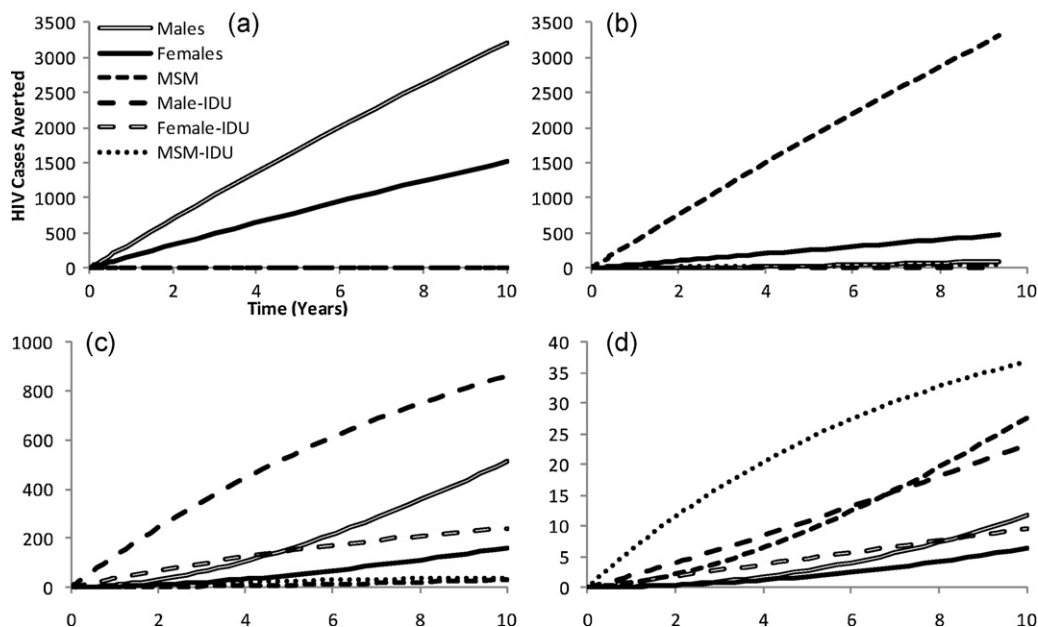 (a)
(b)
3500
3000
2500
2000
1500
1000
500
0
HIV Cases Averted
Males
Females
MSM
Male-IDU
Female-IDU
MSM-IDU
0 2 4 6 8 10
Time (Years)
3500
3000
2500
2000
1500
1000
500
0
0 2 4 6 8 10
(c)
1000
800
600
400
200
0
0 2 4 6 8 10
(d)
40
35
30
25
20
15
10
5
0
0 2 4 6 8 10